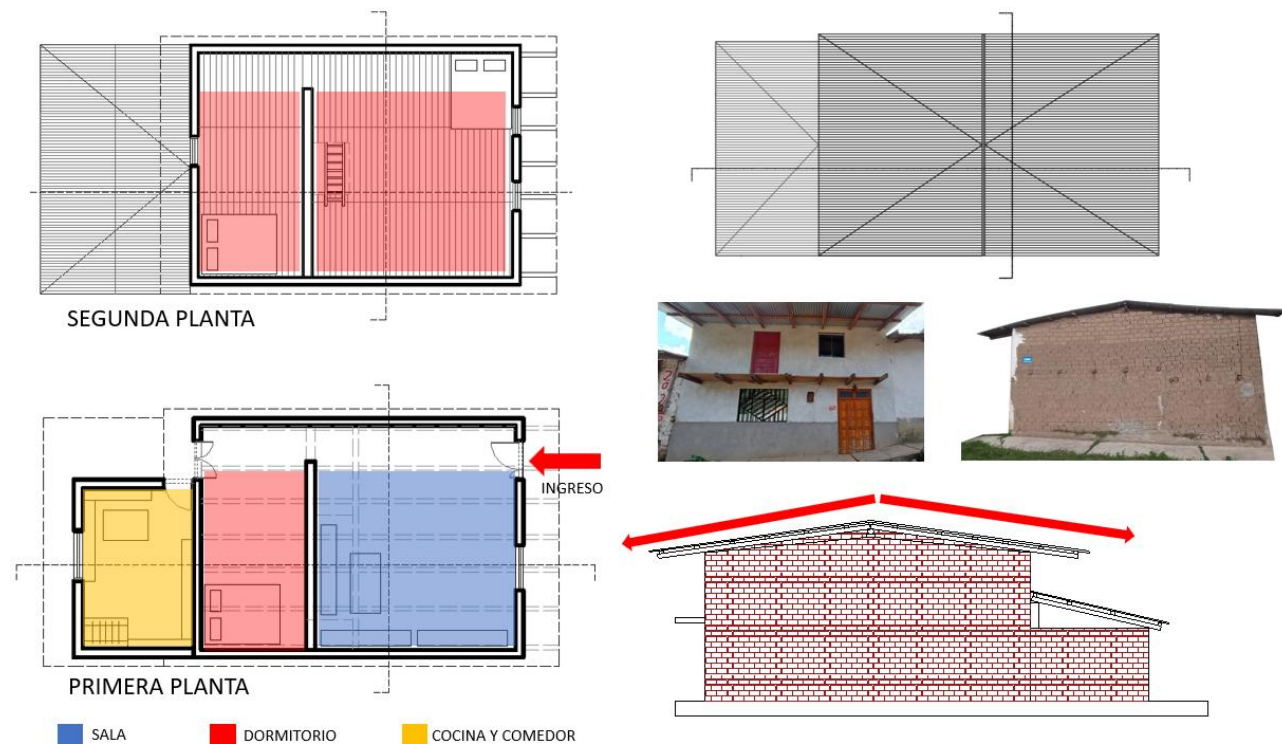 SEGUNDA PLANTA
INGRESO
PRIMERA PLANTA
SALA
DORMITORIO
COCINA Y COMEDOR